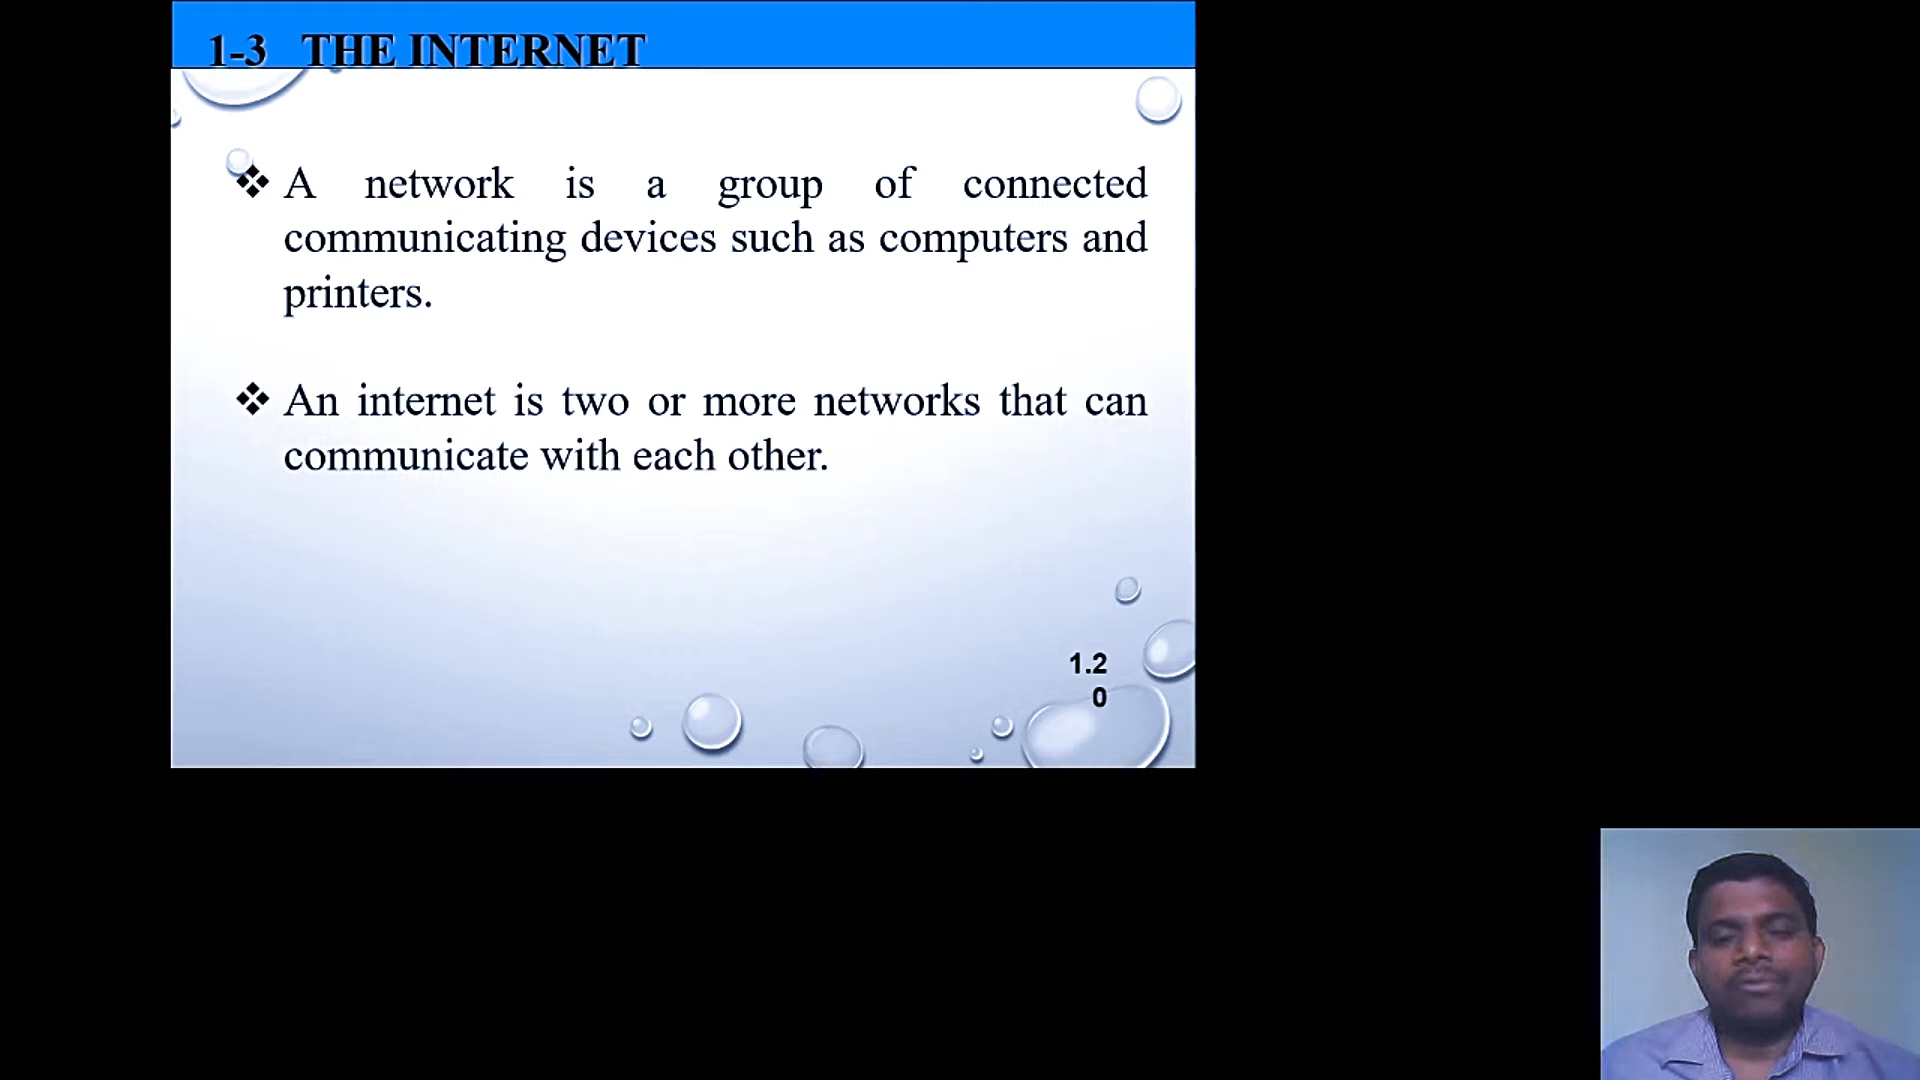 1-3 THE INTERNET
❖ A network is a group of connected
communicating devices such as computers and
printers.
❖ An internet is two or more networks that can
communicate with each other.
1.2
0